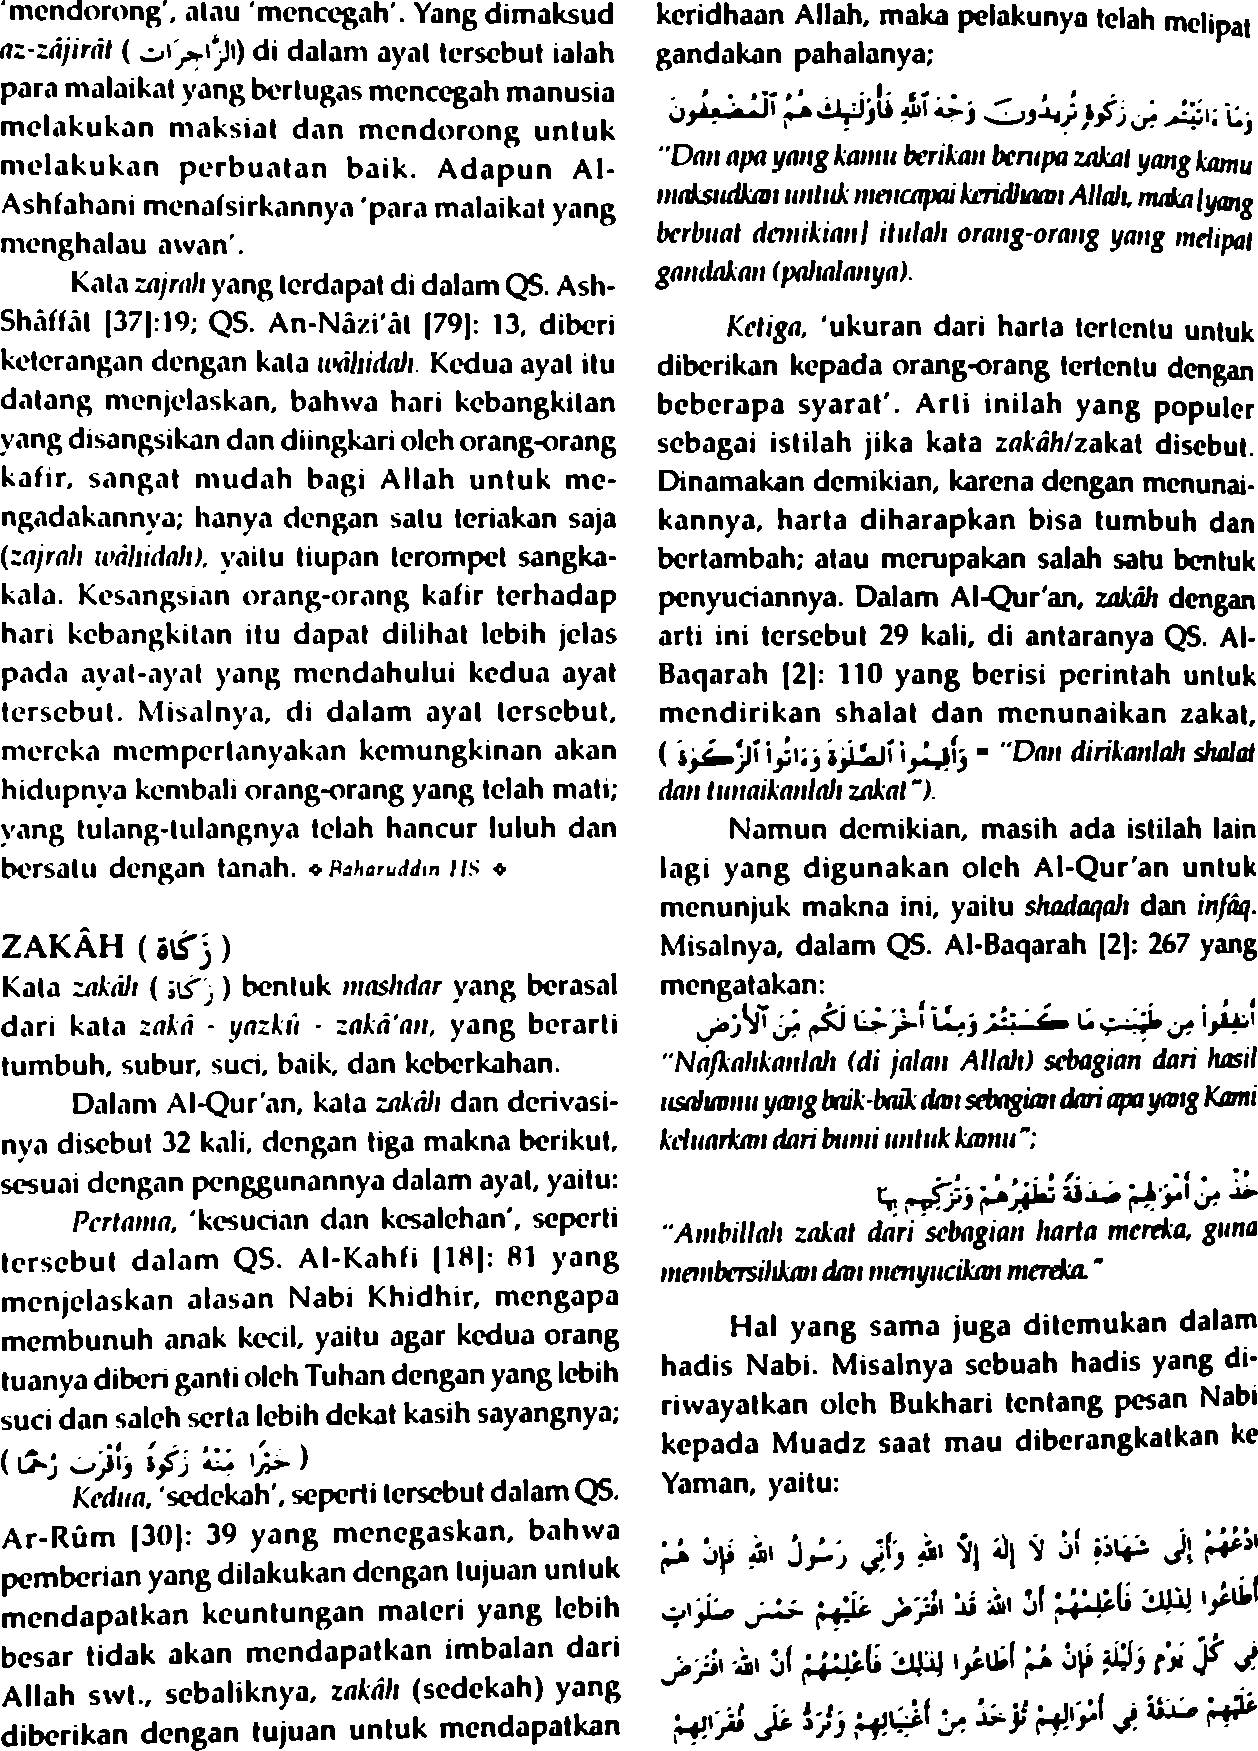 'mendorong', atau 'mencegah'. Yang dimaksud
az-zâjirât ( الزَّاجِرَات) di dalam ayat tersebut ialah
para malaikat yang bertugas mencegah manusia
melakukan maksiat dan mendorong untuk
melakukan perbuatan baik. Adapun Al-
Ashfahani menafsirkannya 'para malaikat yang
menghalau awan'.
Kata zajrah yang terdapat di dalam QS. Ash-
Shâffât [37]:19; QS. An-Nâzi'ât [79]: 13, diberi
keterangan dengan kata wâhidah. Kedua ayat itu
datang menjelaskan, bahwa hari kebangkitan
yang disangsikan dan diingkari oleh orang-orang
kafir, sangat mudah bagi Allah untuk me-
ngadakannya; hanya dengan satu teriakan saja
(zajrah wâhidah), yaitu tiupan terompet sangka-
kala. Kesangsian orang-orang kafir terhadap
hari kebangkitan itu dapat dilihat lebih jelas
pada ayat-ayat yang mendahului kedua ayat
tersebut. Misalnya, di dalam ayat tersebut,
mereka mempertanyakan kemungkinan akan
hidupnya kembali orang-orang yang telah mati;
yang tulang-tulangnya telah hancur luluh dan
bersatu dengan tanah. ❖ Baharuddin HS ❖
ZAKÂH ( زَكَاة )
Kata zakâh ( زَكَاة ) bentuk mashdar yang berasal
dari kata zakâ - yazkû - zakâ'an, yang berarti
tumbuh, subur, suci, baik, dan keberkahan.
Dalam Al-Qur'an, kata zakâh dan derivasi-
nya disebut 32 kali, dengan tiga makna berikut,
sesuai dengan penggunannya dalam ayat, yaitu:
Pertama, 'kesucian dan kesalehan', seperti
tersebut dalam QS. Al-Kahfi [18]: 81 yang
menjelaskan alasan Nabi Khidhir, mengapa
membunuh anak kecil, yaitu agar kedua orang
tuanya diberi ganti oleh Tuhan dengan yang lebih
suci dan saleh serta lebih dekat kasih sayangnya;
( خَيْرًا مِّنْهُ زَكَوٰةً وَأَقْرَبَ رُحْمًا )
Kedua, 'sedekah', seperti tersebut dalam QS.
Ar-Rûm [30]: 39 yang menegaskan, bahwa
pemberian yang dilakukan dengan tujuan untuk
mendapatkan keuntungan materi yang lebih
besar tidak akan mendapatkan imbalan dari
Allah swt., sebaliknya, zakâh (sedekah) yang
diberikan dengan tujuan untuk mendapatkan
keridhaan Allah, maka pelakunya telah melipat
gandakan pahalanya;
وَمَآ ءَاتَيْتُم مِّن زَكَوٰةٍ تُرِيدُونَ وَجْهَ ٱللَّهِ فَأُو۟لَـٰٓئِكَ هُمُ ٱلْمُضْعِفُونَ
"Dan apa yang kamu berikan berupa zakat yang kamu
maksudkan untuk mencapai keridhaan Allah, maka [yang
berbuat demikian] itulah orang-orang yang melipat
gandakan (pahalanya).
Ketiga, 'ukuran dari harta tertentu untuk
diberikan kepada orang-orang tertentu dengan
beberapa syarat'. Arti inilah yang populer
sebagai istilah jika kata zakâh/zakat disebut.
Dinamakan demikian, karena dengan menunai-
kannya, harta diharapkan bisa tumbuh dan
bertambah; atau merupakan salah satu bentuk
penyuciannya. Dalam Al-Qur'an, zakâh dengan
arti ini tersebut 29 kali, di antaranya QS. Al-
Baqarah [2]: 110 yang berisi perintah untuk
mendirikan shalat dan menunaikan zakat,
( وَأَقِيمُوا۟ ٱلصَّلَوٰةَ وَءَاتُوا۟ ٱلزَّكَوٰةَ = "Dan dirikanlah shalat
dan tunaikanlah zakat").
Namun demikian, masih ada istilah lain
lagi yang digunakan oleh Al-Qur'an untuk
menunjuk makna ini, yaitu shadaqah dan infâq.
Misalnya, dalam QS. Al-Baqarah [2]: 267 yang
mengatakan:
أَنفِقُوا۟ مِن طَيِّبَـٰتِ مَا كَسَبْتُمْ وَمِمَّآ أَخْرَجْنَا لَكُم مِّنَ ٱلْأَرْضِ
"Nafkahkanlah (di jalan Allah) sebagian dari hasil
usahamu yang baik-baik dan sebagian dari apa yang Kami
keluarkan dari bumi untuk kamu";
خُذْ مِنْ أَمْوَٰلِهِمْ صَدَقَةً تُطَهِّرُهُمْ وَتُزَكِّيهِم بِهَا
"Ambillah zakat dari sebagian harta mereka, guna
membersihkan dan menyucikan mereka."
Hal yang sama juga ditemukan dalam
hadis Nabi. Misalnya sebuah hadis yang di-
riwayatkan oleh Bukhari tentang pesan Nabi
kepada Muadz saat mau diberangkatkan ke
Yaman, yaitu:
ادْعُهُمْ إِلَى شَهَادَةِ أَنْ لَا إِلَهَ إِلَّا اللهُ وَأَنِّي رَسُولُ اللهِ فَإِنْ هُمْ
أَطَاعُوا لِذَلِكَ فَأَعْلِمْهُمْ أَنَّ اللهَ قَدِ افْتَرَضَ عَلَيْهِمْ خَمْسَ صَلَوَاتٍ
فِي كُلِّ يَوْمٍ وَلَيْلَةٍ فَإِنْ هُمْ أَطَاعُوا لِذَلِكَ فَأَعْلِمْهُمْ أَنَّ اللهَ افْتَرَضَ
عَلَيْهِمْ صَدَقَةً فِي أَمْوَالِهِمْ تُؤْخَذُ مِنْ أَغْنِيَائِهِمْ وَتُرَدُّ عَلَى فُقَرَائِهِمْ